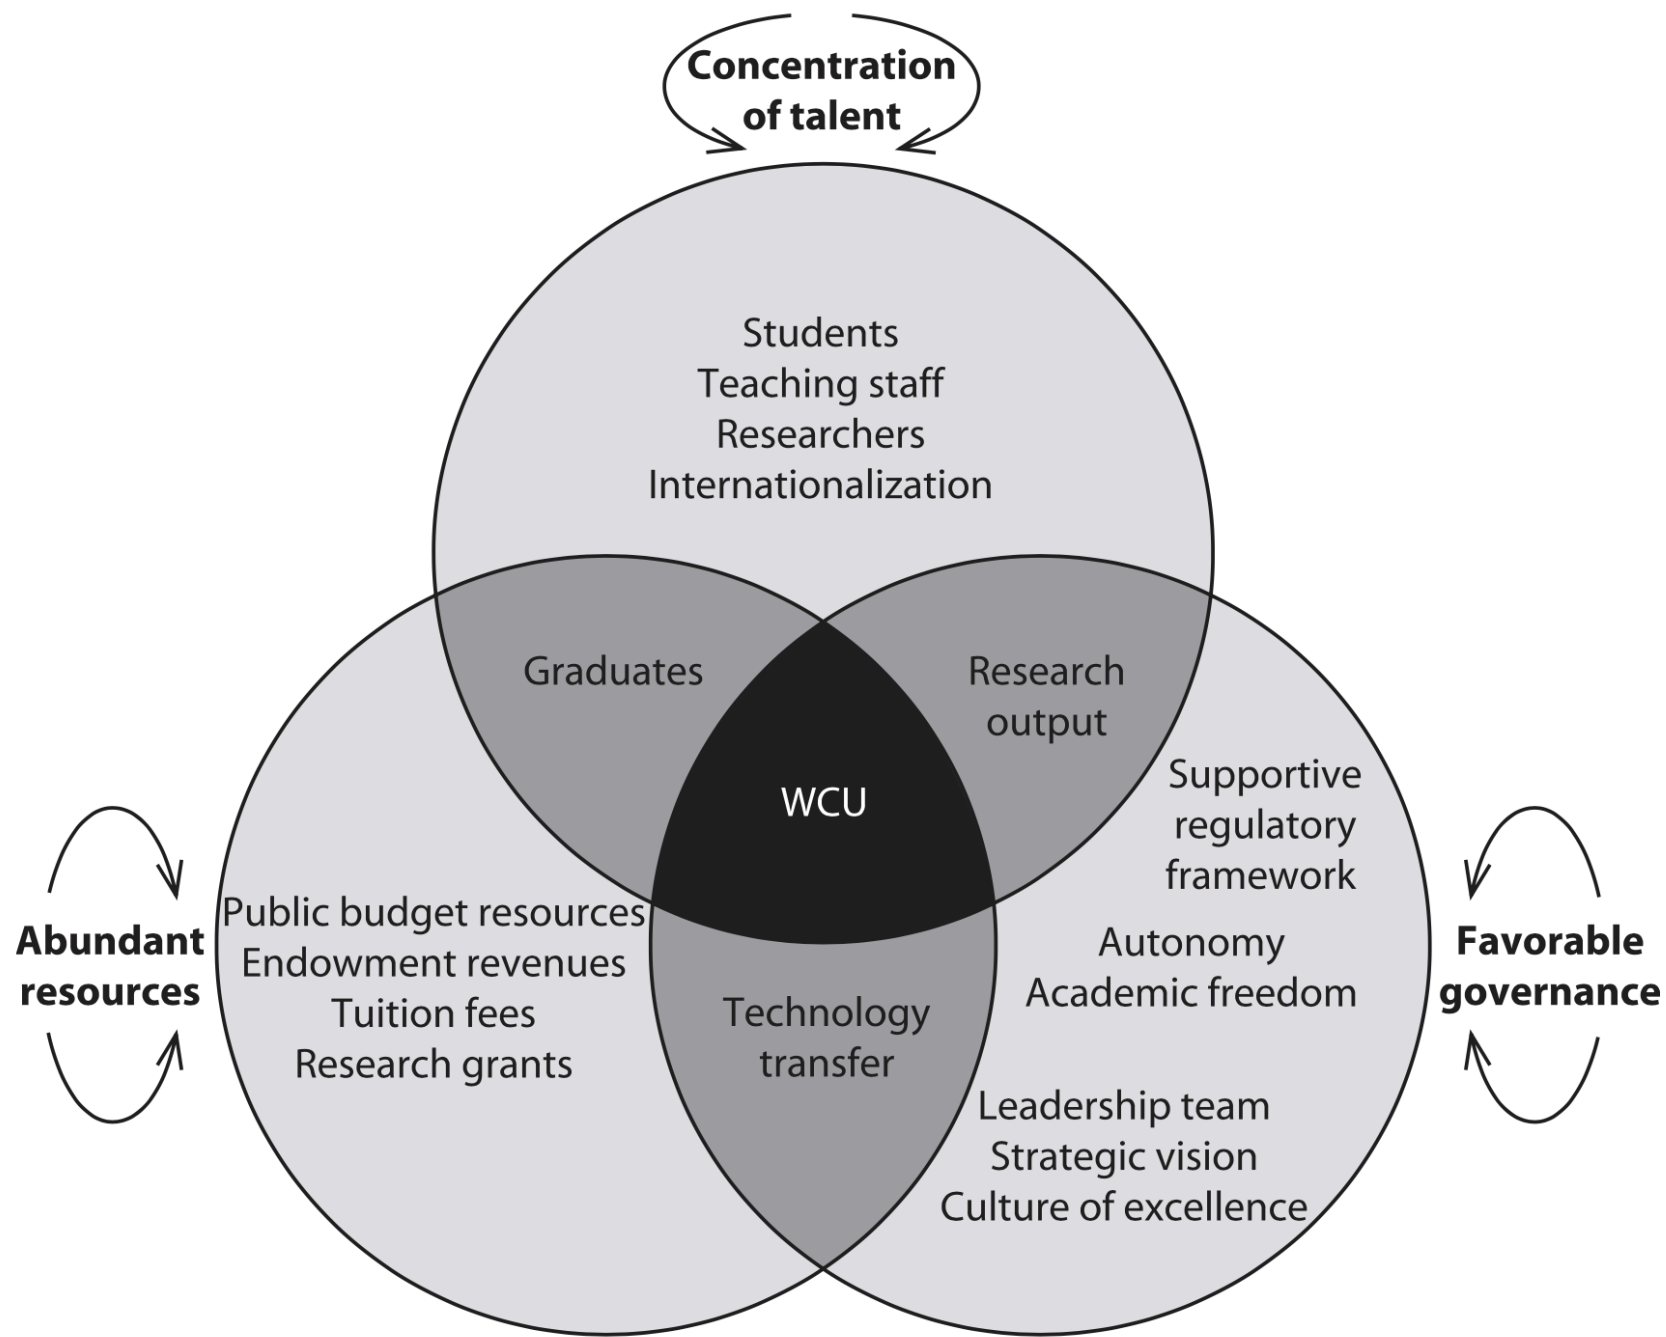 Concentration
of talent
Students
Teaching staff
Researchers
Internationalization
Graduates
Research
output
WCU
Supportive
regulatory
framework
Abundant
resources
Public budget resources
Endowment revenues
Tuition fees
Research grants
Technology
transfer
Autonomy
Academic freedom
Leadership team
Strategic vision
Culture of excellence
Favorable
governance